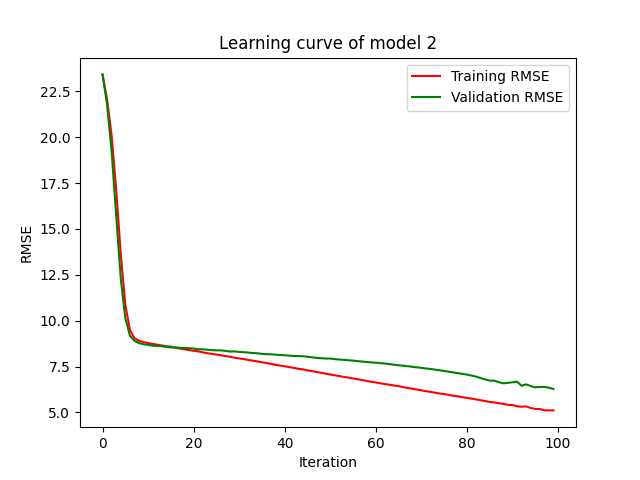 Learning curve of model 2
Training RMSE
Validation RMSE
22.5
20.0
17.5
15.0
12.5
10.0
7.5
5.0
RMSE
0 20 40 60 80 100
Iteration